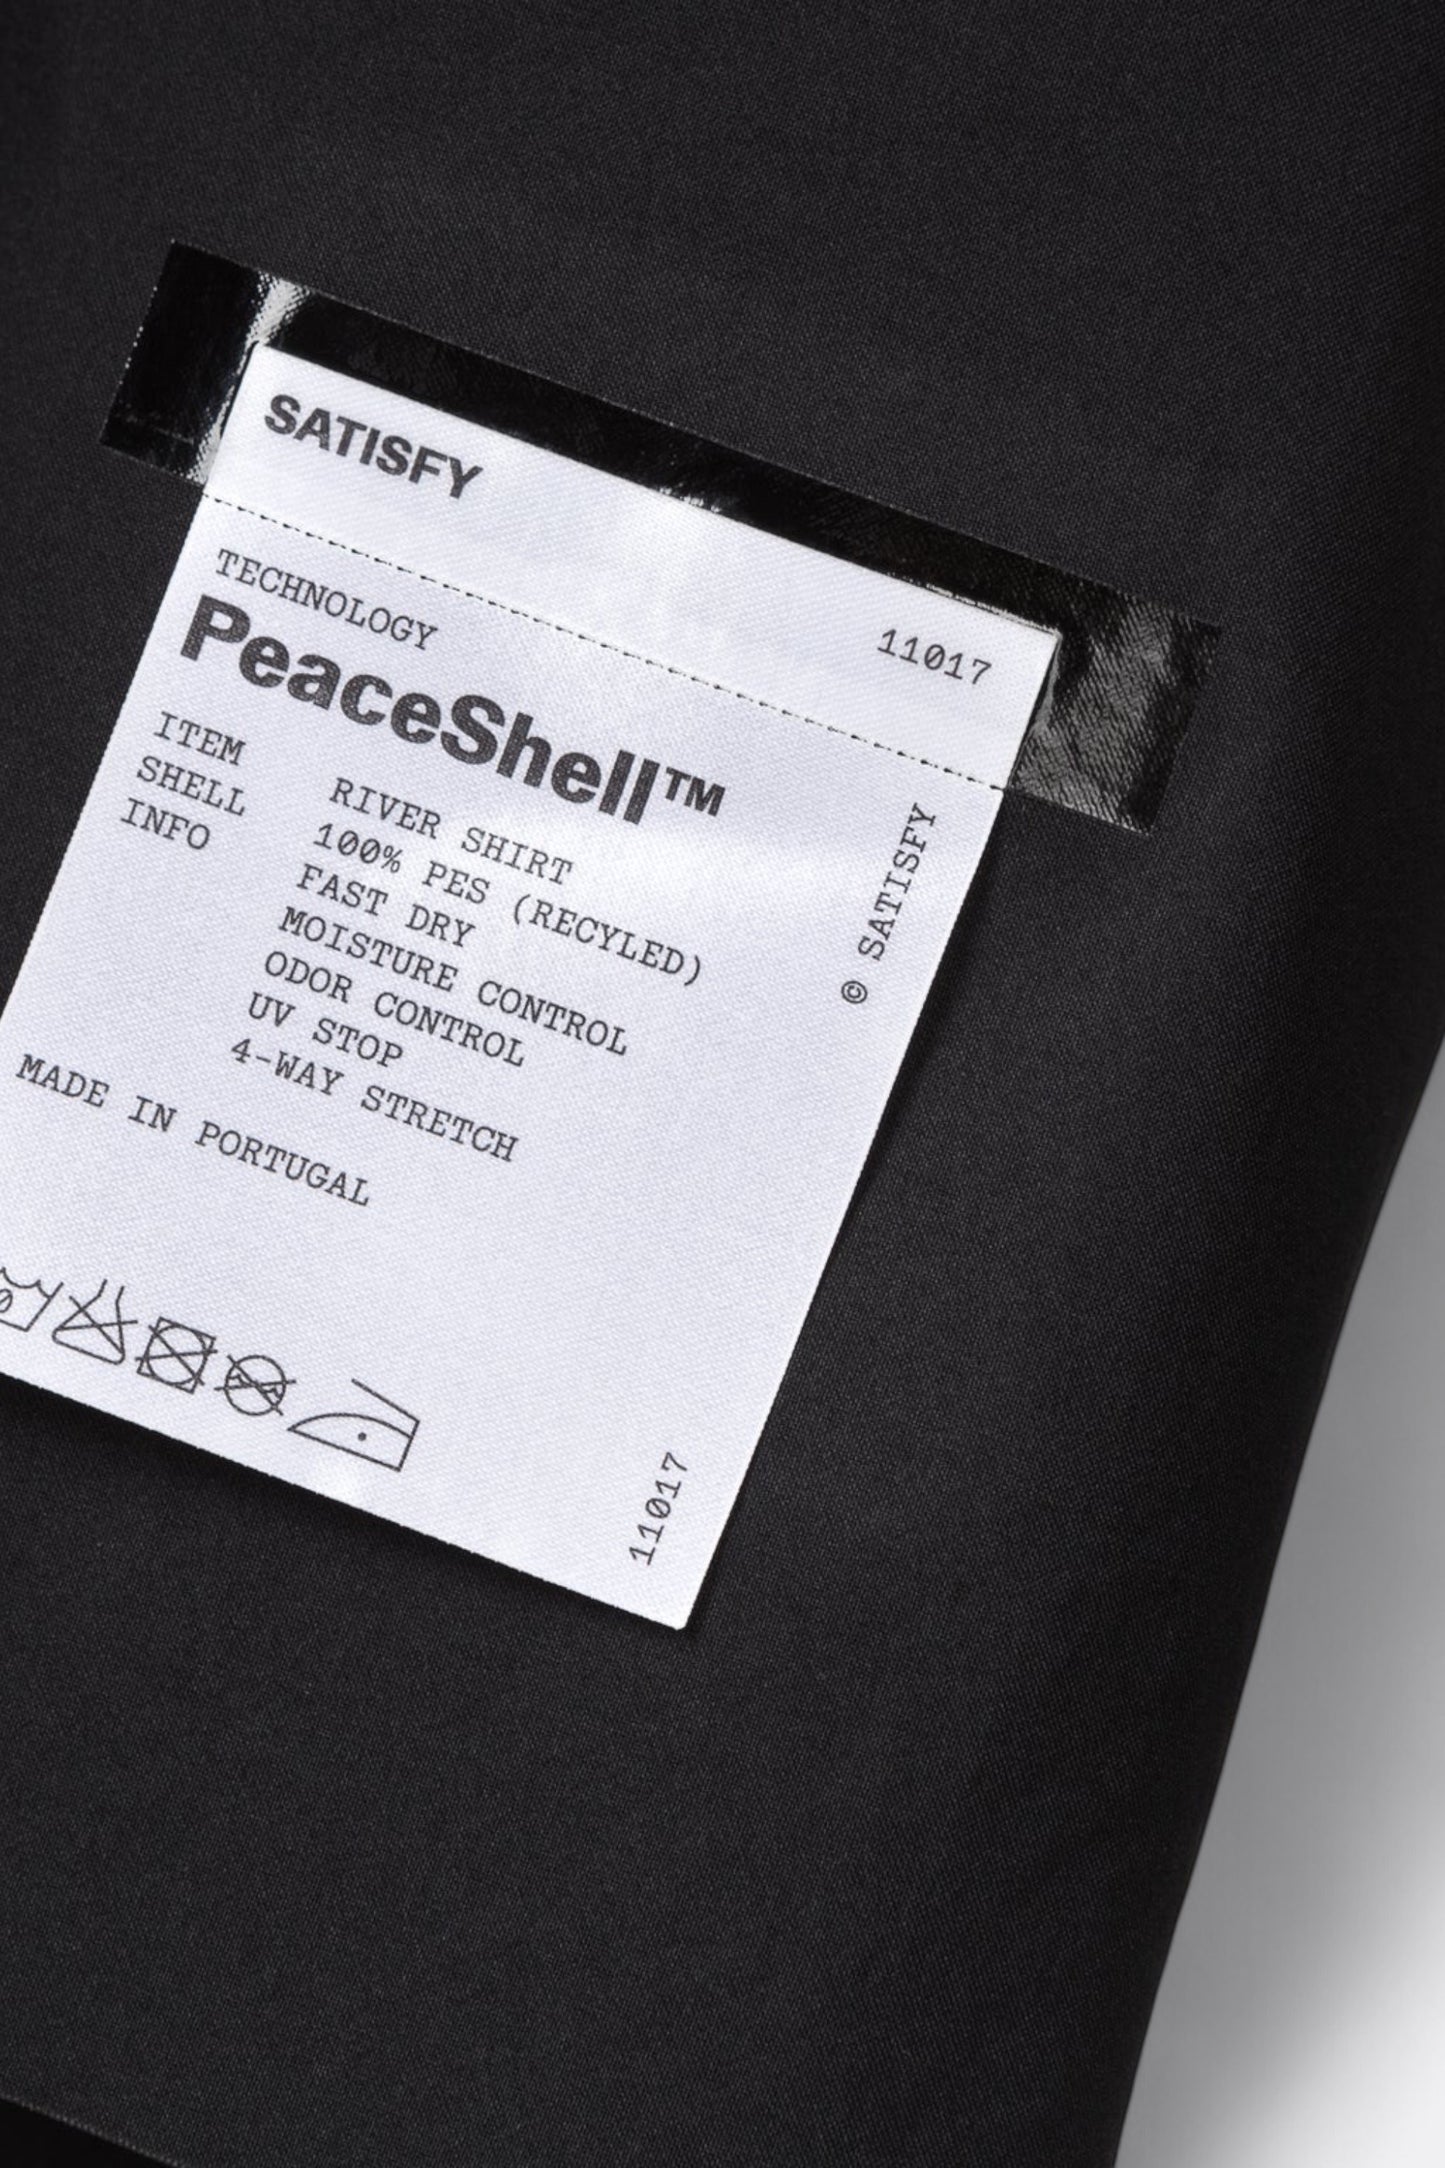 SATISFY
11017
TECHNOLOGY
PeaceShell™
ITEM RIVER SHIRT
SHELL 100% PES (RECYLED)
INFO FAST DRY
MOISTURE CONTROL
ODOR CONTROL
UV STOP
4-WAY STRETCH
MADE IN PORTUGAL
© SATISFY
11017